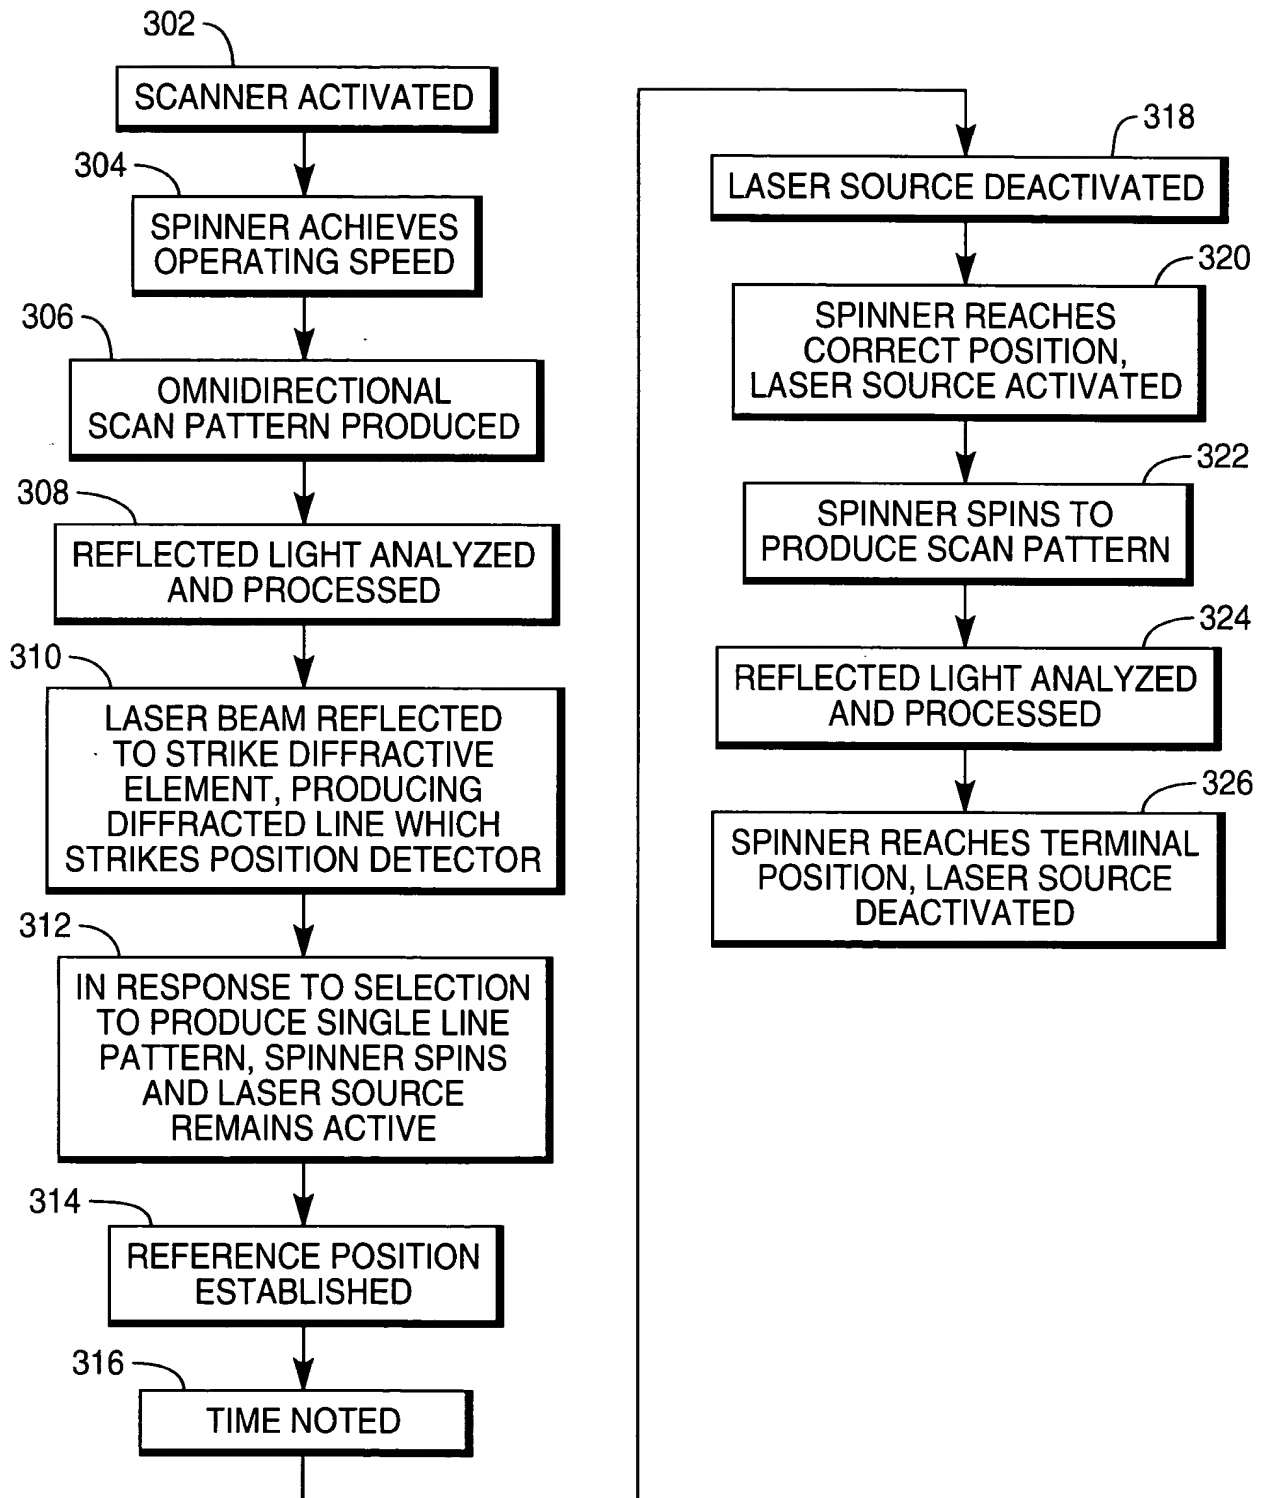 302
SCANNER ACTIVATED
304
SPINNER ACHIEVES
OPERATING SPEED
306
OMNIDIRECTIONAL
SCAN PATTERN PRODUCED
308
REFLECTED LIGHT ANALYZED
AND PROCESSED
310
LASER BEAM REFLECTED
TO STRIKE DIFFRACTIVE
ELEMENT, PRODUCING
DIFFRACTED LINE WHICH
STRIKES POSITION DETECTOR
312
IN RESPONSE TO SELECTION
TO PRODUCE SINGLE LINE
PATTERN, SPINNER SPINS
AND LASER SOURCE
REMAINS ACTIVE
314
REFERENCE POSITION
ESTABLISHED
316
TIME NOTED
318
LASER SOURCE DEACTIVATED
320
SPINNER REACHES
CORRECT POSITION,
LASER SOURCE ACTIVATED
322
SPINNER SPINS TO
PRODUCE SCAN PATTERN
324
REFLECTED LIGHT ANALYZED
AND PROCESSED
326
SPINNER REACHES TERMINAL
POSITION, LASER SOURCE
DEACTIVATED